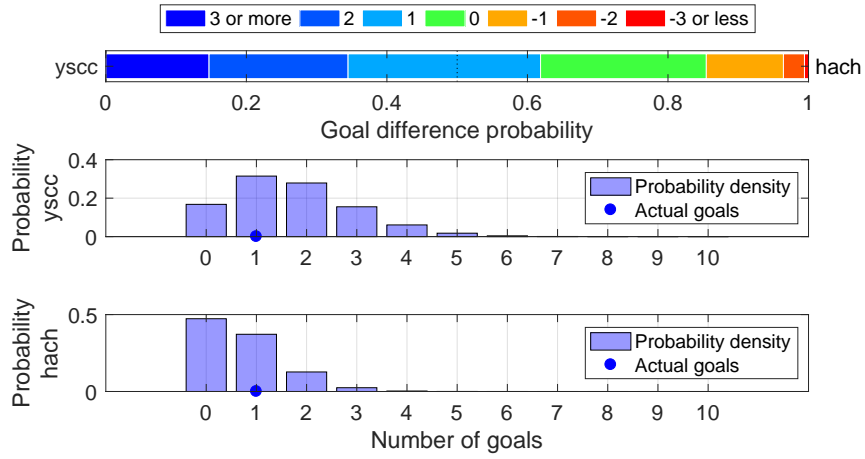 3 or more 2 1 0 -1 -2 -3 or less
yscc hach
0 0.2 0.4 0.6 0.8 1
Goal difference probability
Probability
yscc
0.4
0.2
0
Probability density
Actual goals
0 1 2 3 4 5 6 7 8 9 10
Probability
hach
0.5
0
Probability density
Actual goals
0 1 2 3 4 5 6 7 8 9 10
Number of goals